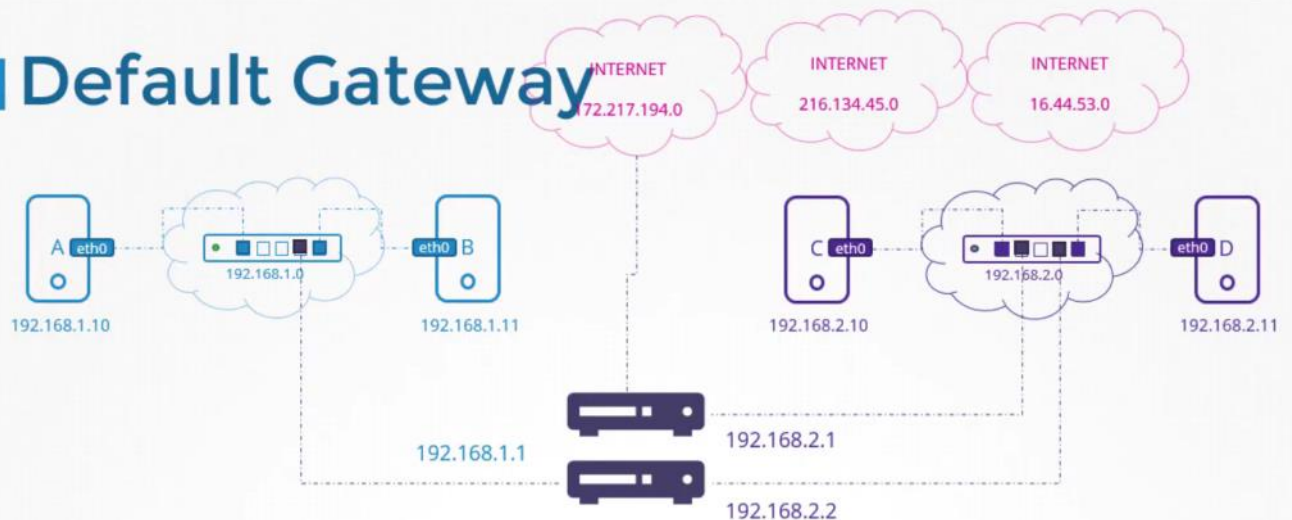 Default Gateway
INTERNET
172.217.194.0
INTERNET
216.134.45.0
INTERNET
16.44.53.0
A eth0
192.168.1.10
192.168.1.0
eth0 B
192.168.1.11
C eth0
192.168.2.10
192.168.2.0
eth0 D
192.168.2.11
192.168.1.1
192.168.2.1
192.168.2.2